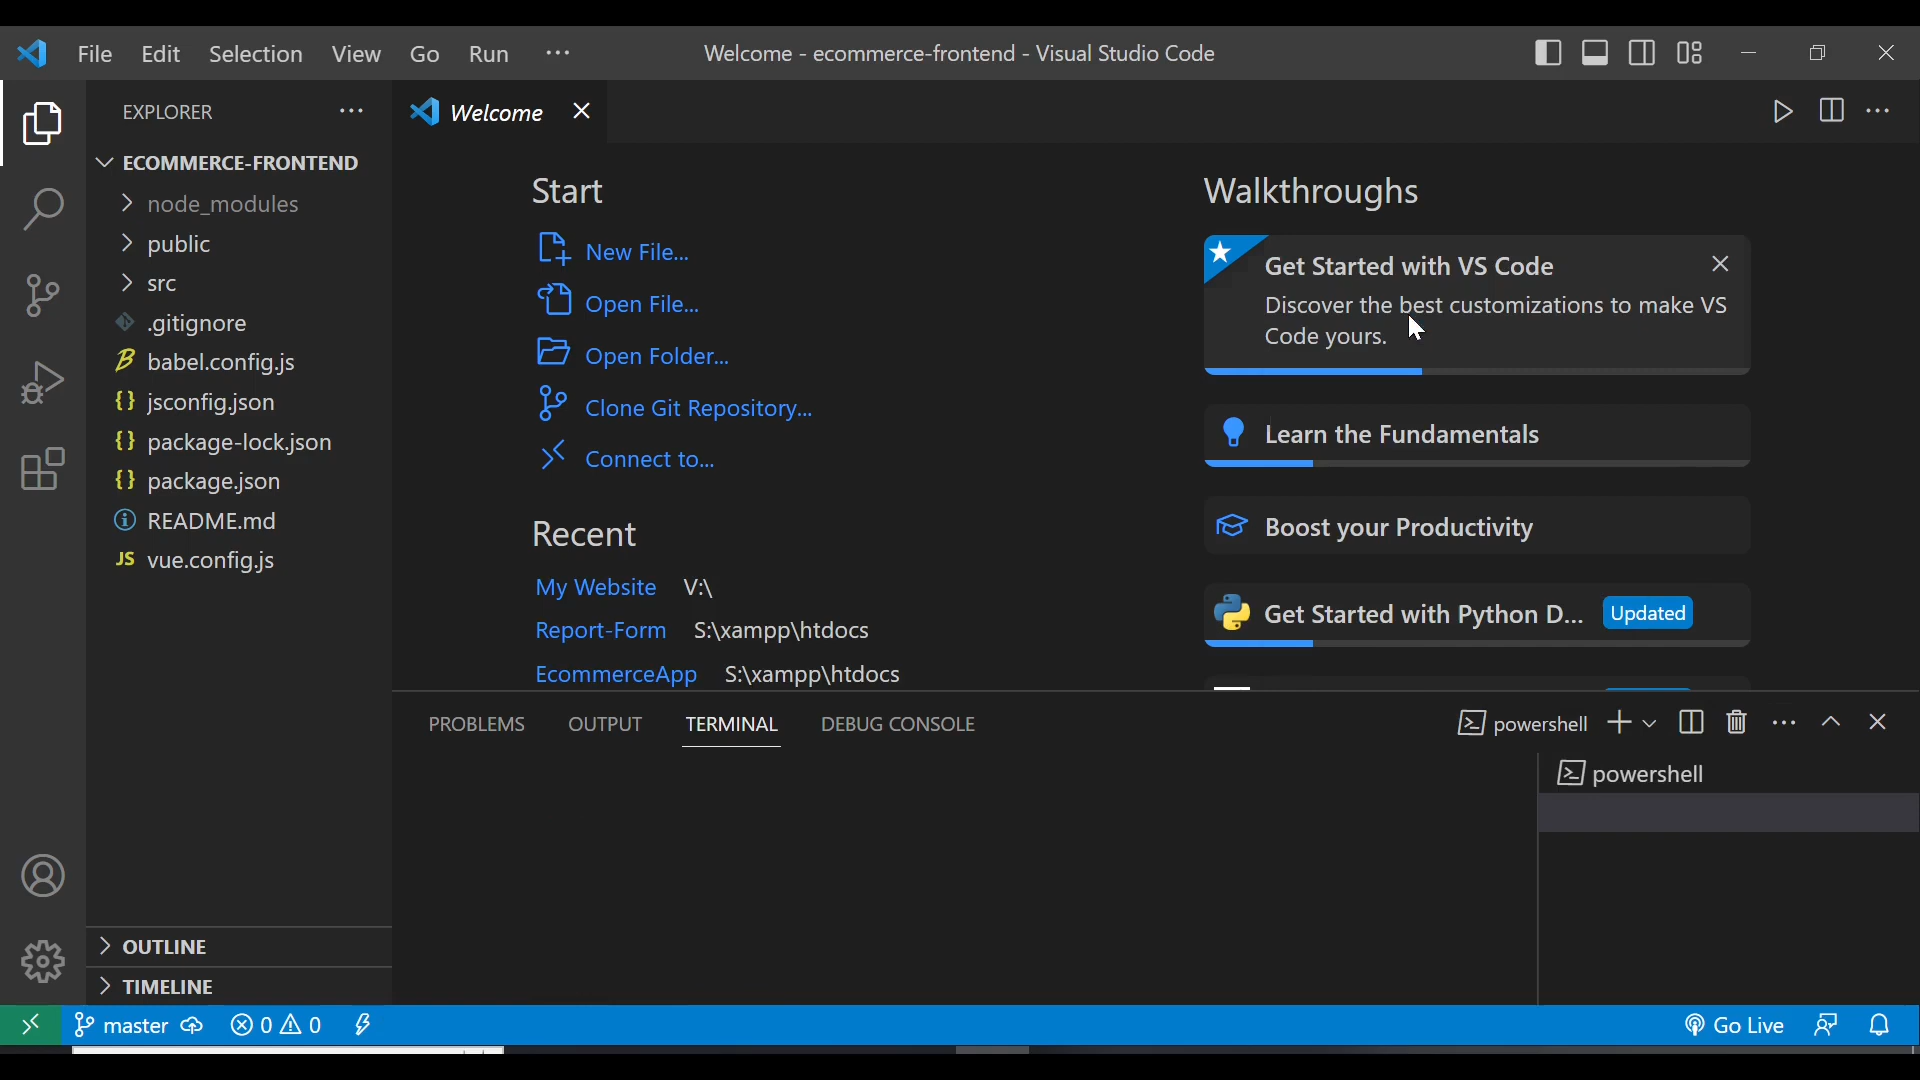 File Edit Selection View Go Run ··· Welcome - ecommerce-frontend - Visual Studio Code
EXPLORER ···
ECOMMERCE-FRONTEND
node_modules
public
src
.gitignore
babel.config.js
{} jsconfig.json
{} package-lock.json
{} package.json
README.md
JS vue.config.js
OUTLINE
TIMELINE
Welcome
Start
New File...
Open File...
Open Folder...
Clone Git Repository...
Connect to...
Recent
My Website V:\
Report-Form S:\xampp\htdocs
EcommerceApp S:\xampp\htdocs
Walkthroughs
Get Started with VS Code
Discover the best customizations to make VS
Code yours.
Learn the Fundamentals
Boost your Productivity
Get Started with Python D... Updated
PROBLEMS OUTPUT TERMINAL DEBUG CONSOLE powershell
powershell
master 0 0 Go Live